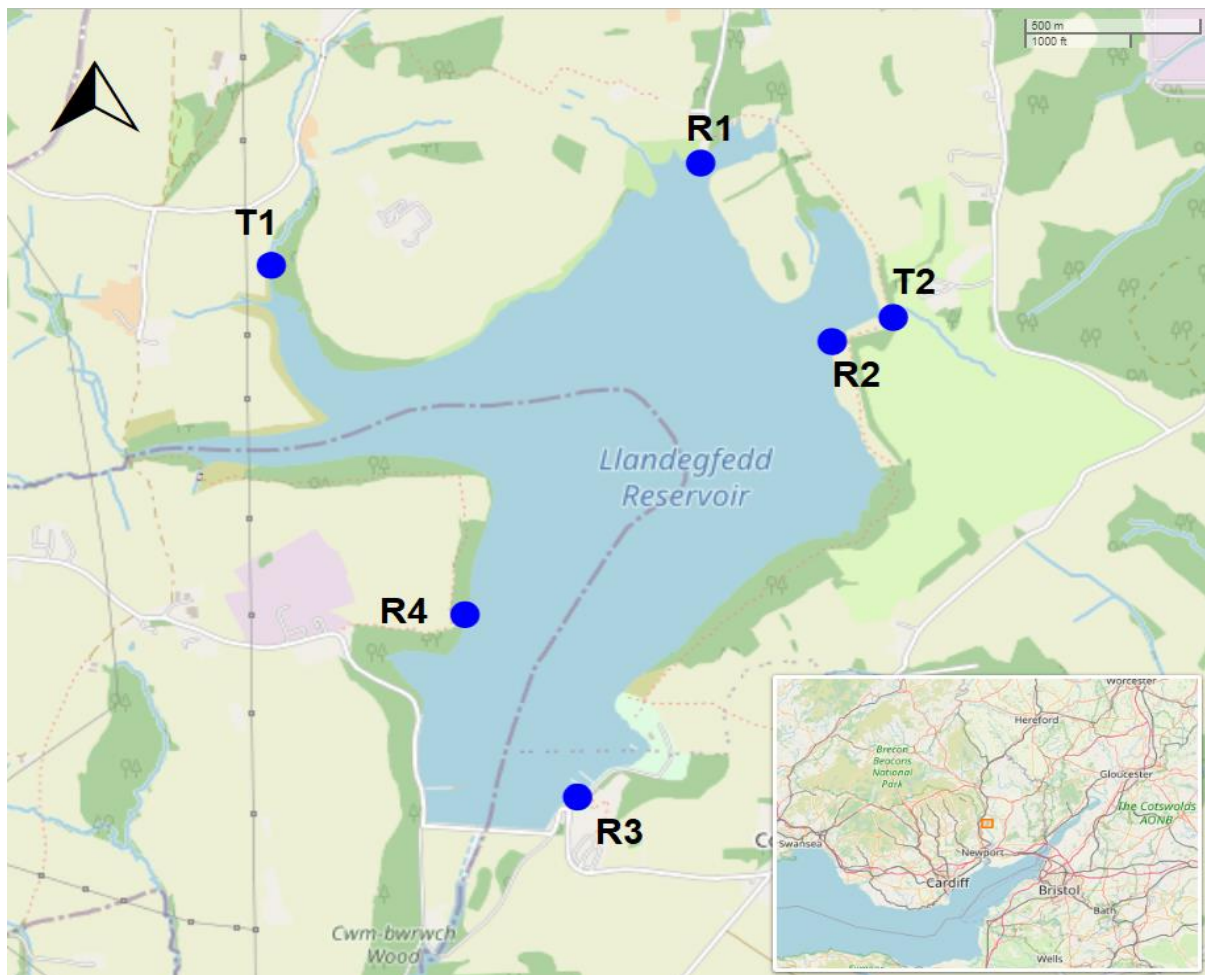 500 m
1000 ft
R1
T1
T2
R2
Llandegfedd
Reservoir
R4
R3
Cwm-bwrwch
Wood
Worcester
Hereford
Brecon
Beacons
National
Park
Gloucester
The Cotswolds
AONB
Swansea
Newport
Cardiff
Bristol
Bath
Wells